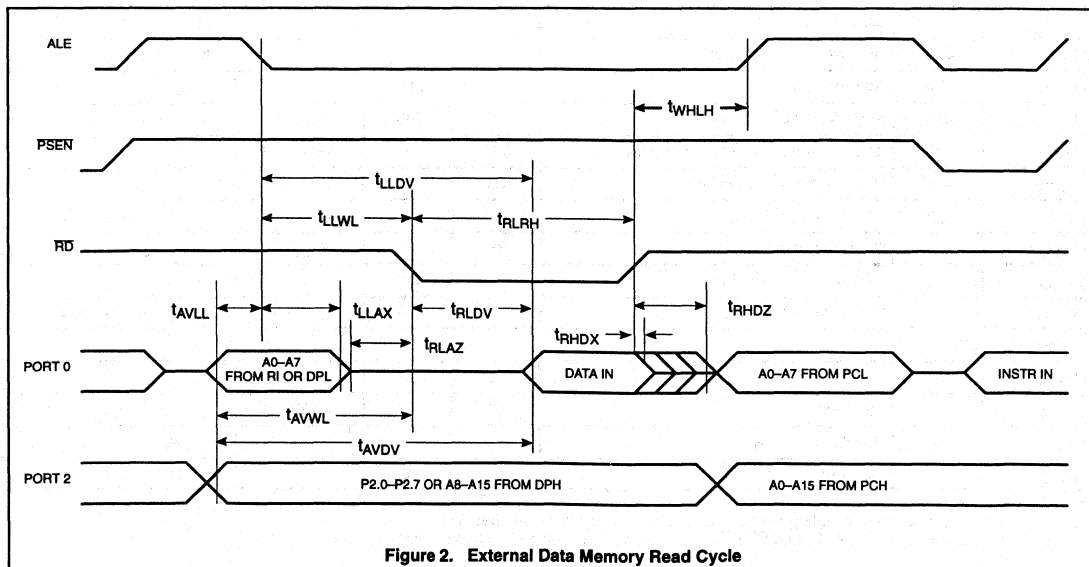 ALE
tWHLH
PSEN
tLLDV
tLLWL
tRLRH
RD
tAVLL
tLLAX
tRLDV
tRHDZ
tRHDX
tRLAZ
PORT 0
A0–A7
FROM RI OR DPL
DATA IN
A0–A7 FROM PCL
INSTR IN
tAVWL
tAVDV
PORT 2
P2.0–P2.7 OR A8–A15 FROM DPH
A0–A15 FROM PCH
Figure 2. External Data Memory Read Cycle